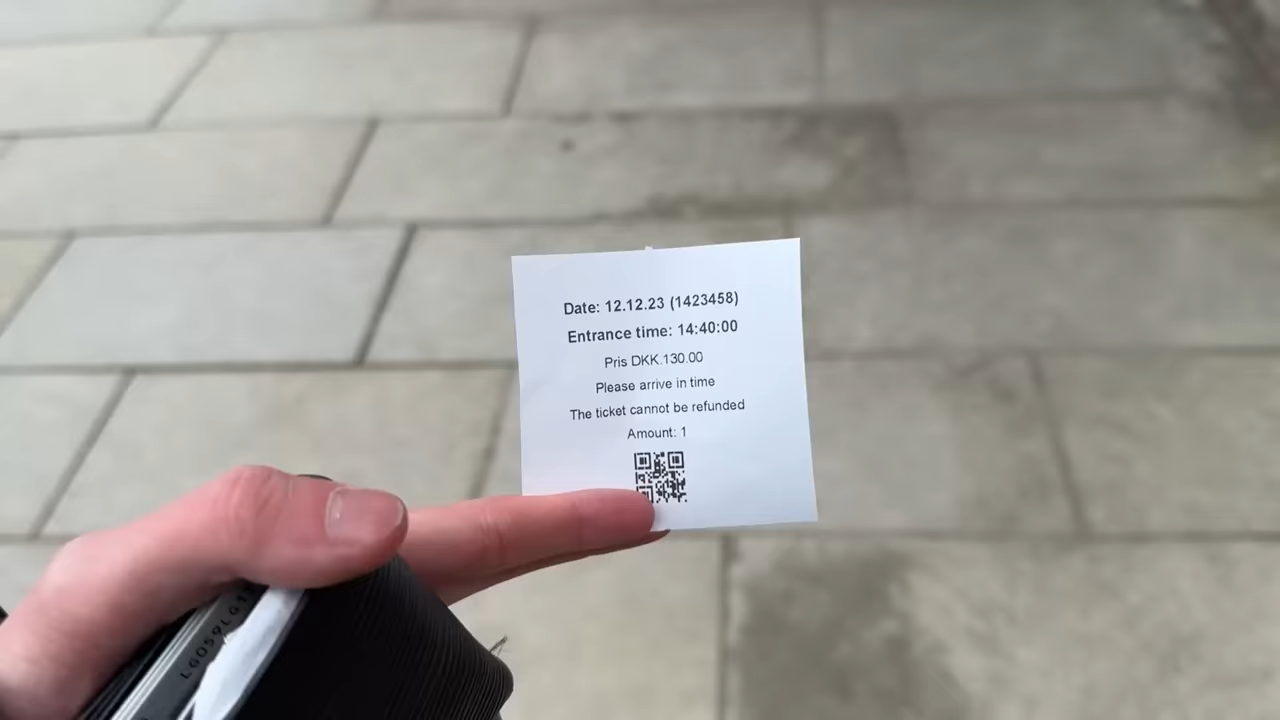 Date: 12.12.23 (1423458)
Entrance time: 14:40:00
Pris DKK.130.00
Please arrive in time
The ticket cannot be refunded
Amount: 1